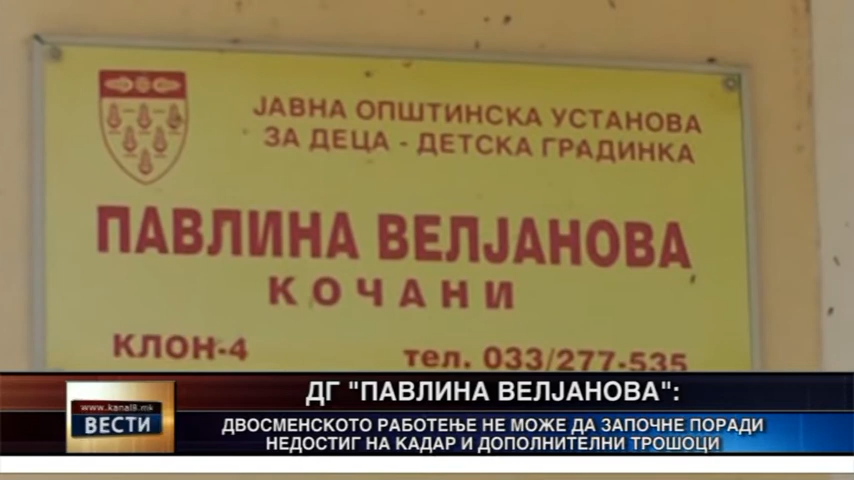 ЈАВНА ОПШТИНСКА УСТАНОВА
ЗА ДЕЦА - ДЕТСКА ГРАДИНКА
ПАВЛИНА ВЕЛЈАНОВА
КОЧАНИ
КЛОН-4
тел. 033/277-535
ДГ "ПАВЛИНА ВЕЛЈАНОВА":
www.kanal8.mk
ВЕСТИ
ДВОСМЕНСКОТО РАБОТЕЊЕ НЕ МОЖЕ ДА ЗАПОЧНЕ ПОРАДИ
НЕДОСТИГ НА КАДАР И ДОПОЛНИТЕЛНИ ТРОШОЦИ